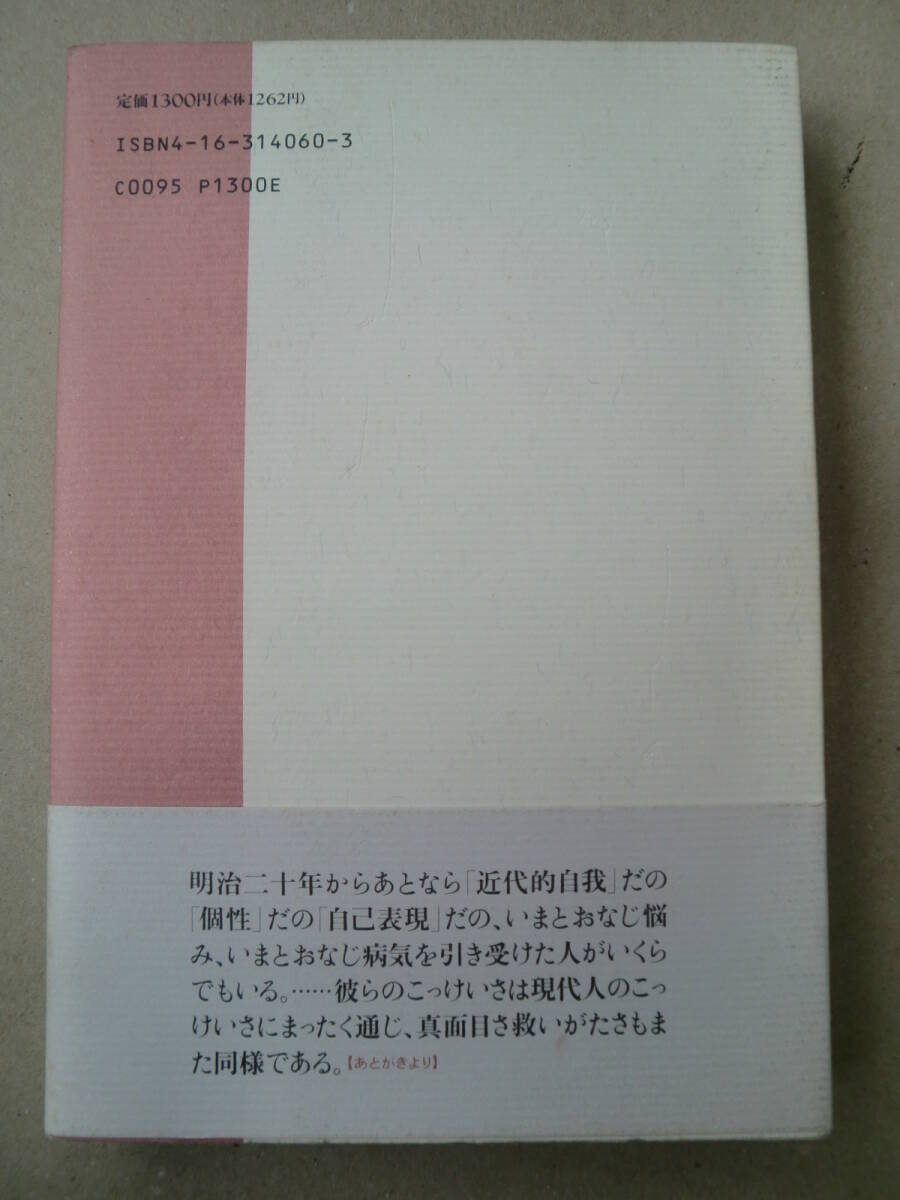 定価1300円(本体1262円)
ISBN4-16-314060-3
C0095 P1300E
明治二十年からあとなら「近代的自我」だの
「個性」だの「自己表現」だの、いまとおなじ悩
み、いまとおなじ病気を引き受けた人がいくら
でもいる。……彼らのこっけいさは現代人のこっ
けいさにまったく通じ、真面目さ救いがたさもま
た同様である。【あとがきより】